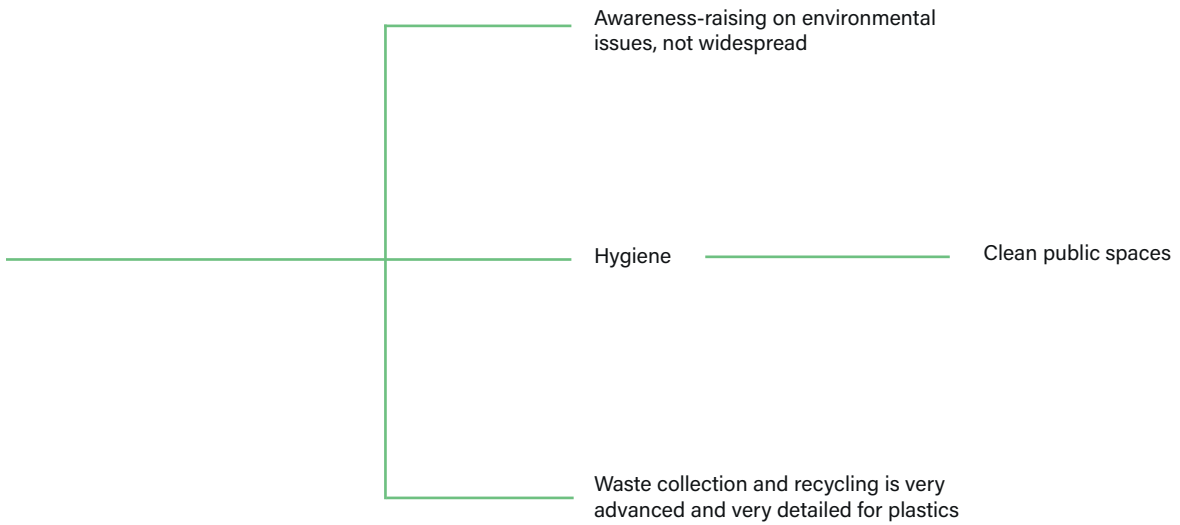 Awareness-raising on environmental
issues, not widespread
Hygiene
Clean public spaces
Waste collection and recycling is very
advanced and very detailed for plastics